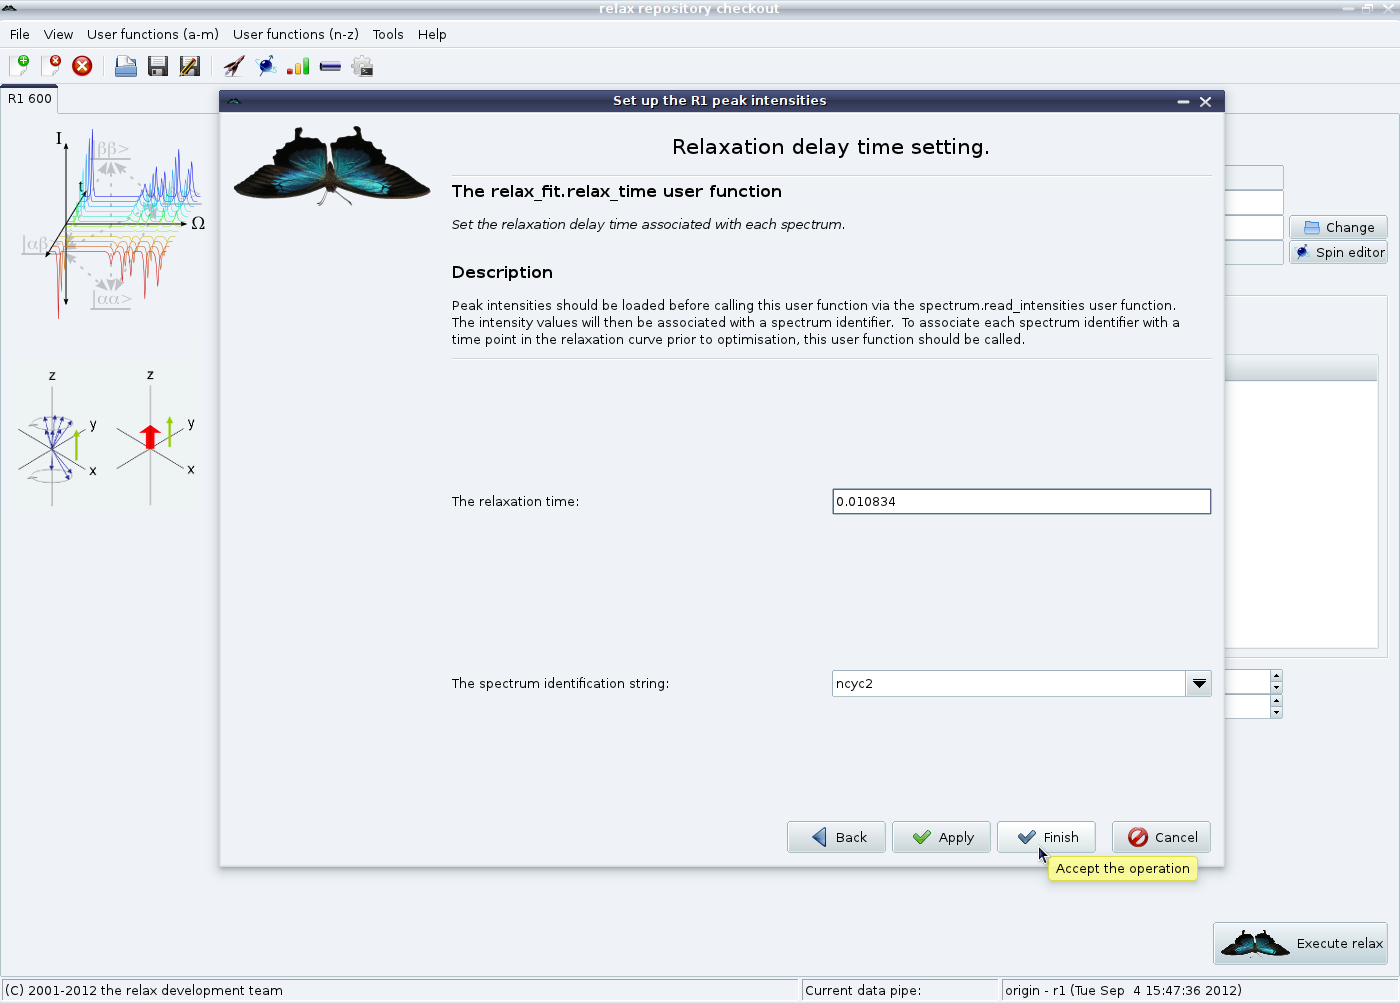 relax repository checkout
File View User functions (a-m) User functions (n-z) Tools Help
R1 600
Set up the R1 peak intensities
I
|ββ>
t
Ω
|αβ>
|αα>
z
y
x
z
y
x
Relaxation delay time setting.
The relax_fit.relax_time user function
Set the relaxation delay time associated with each spectrum.
Description
Peak intensities should be loaded before calling this user function via the spectrum.read_intensities user function.
The intensity values will then be associated with a spectrum identifier.  To associate each spectrum identifier with a
time point in the relaxation curve prior to optimisation, this user function should be called.
The relaxation time: 0.010834
The spectrum identification string: ncyc2
Back Apply Finish Cancel
Accept the operation
Change
Spin editor
Execute relax
(C) 2001-2012 the relax development team
Current data pipe:
origin - r1 (Tue Sep  4 15:47:36 2012)